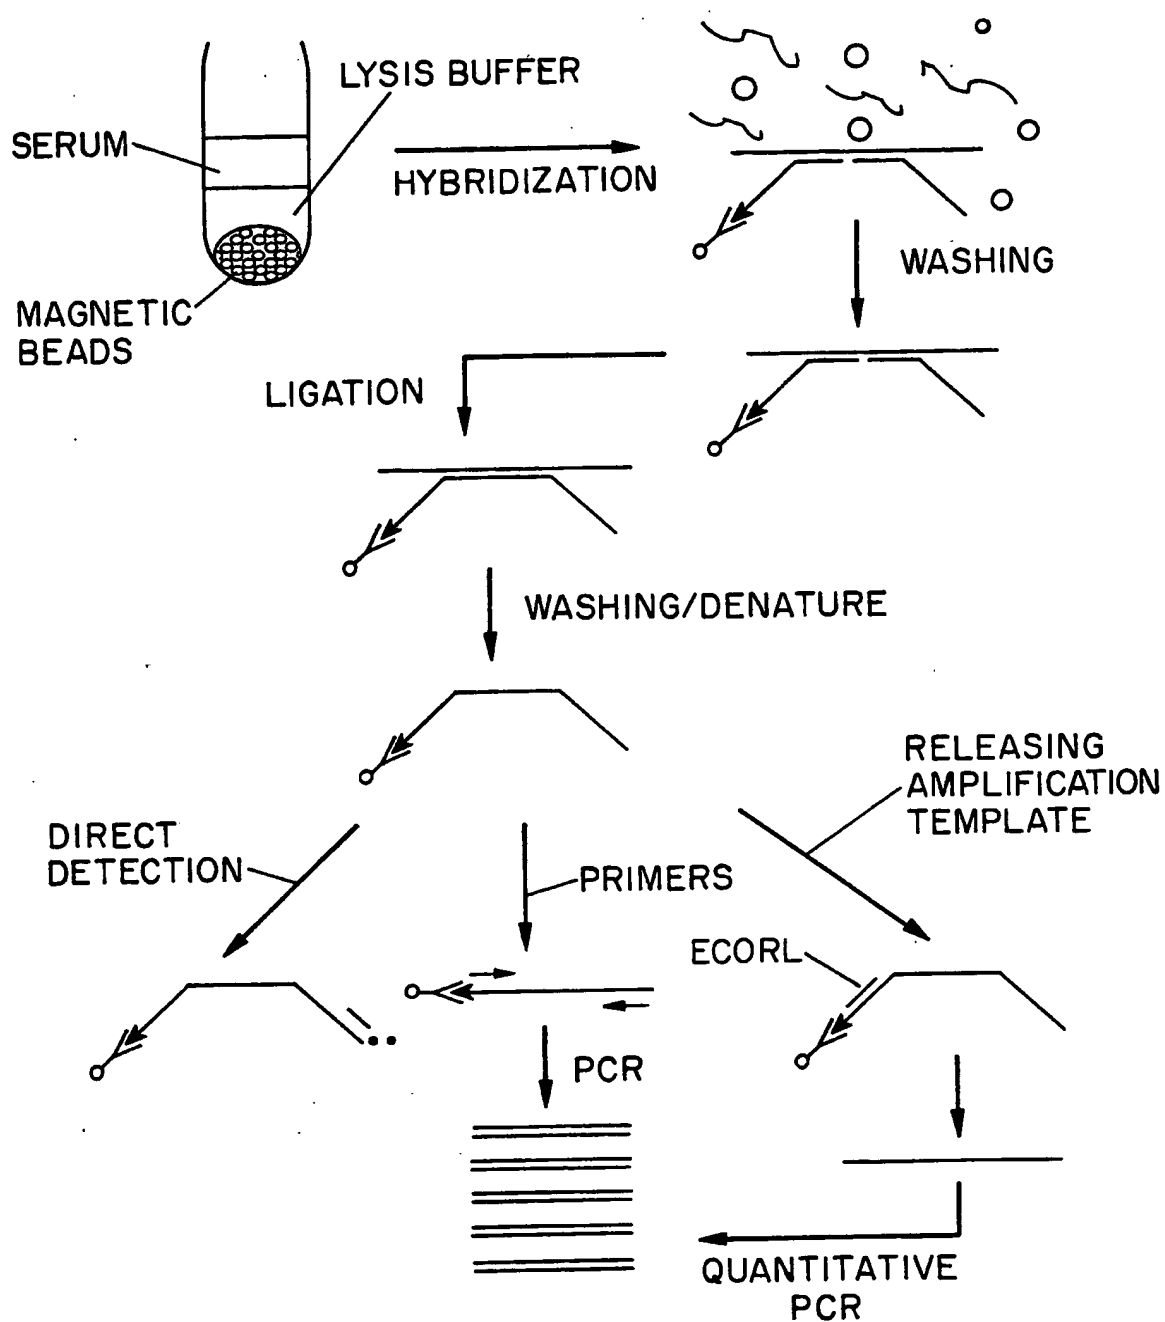 LYSIS BUFFER
SERUM
HYBRIDIZATION
MAGNETIC
BEADS
WASHING
LIGATION
WASHING/DENATURE
RELEASING
AMPLIFICATION
TEMPLATE
DIRECT
DETECTION
PRIMERS
ECORL
PCR
QUANTITATIVE
PCR